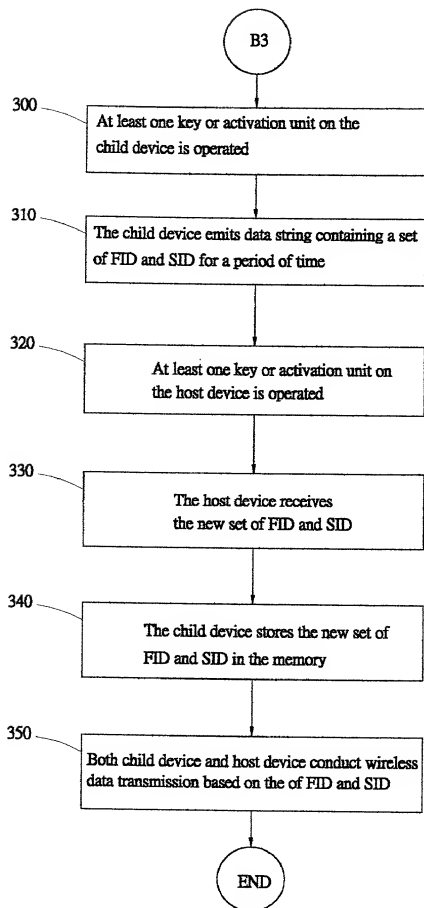 B3
300
At least one key or activation unit on the
child device is operated
310
The child device emits data string containing a set
of FID and SID for a period of time
320
At least one key or activation unit on
the host device is operated
330
The host device receives
the new set of FID and SID
340
The child device stores the new set of
FID and SID in the memory
350
Both child device and host device conduct wireless
data transmission based on the of FID and SID
END